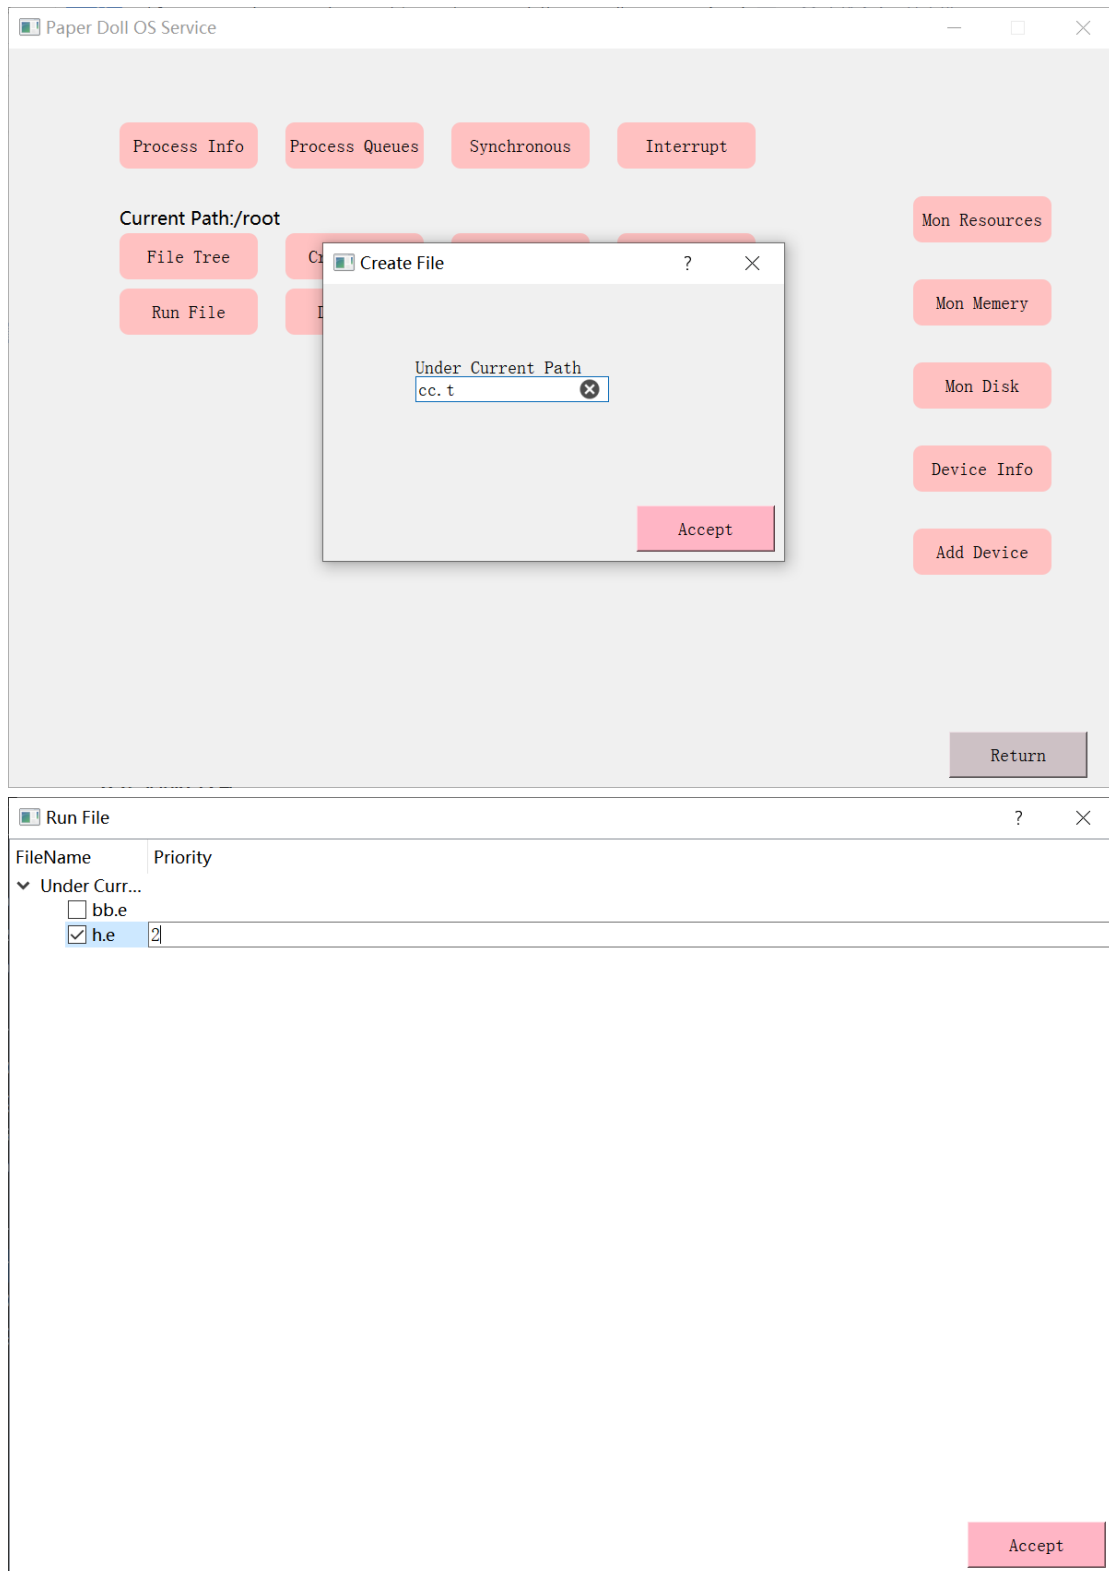 Paper Doll OS Service
Process Info Process Queues Synchronous Interrupt
Current Path:/root
Mon Resources
File Tree
Create File ?
Run File
Mon Memery
Under Current Path
cc.t
Mon Disk
Device Info
Accept
Add Device
Return
Run File ?
FileName Priority
Under Curr...
bb.e
h.e 2
Accept